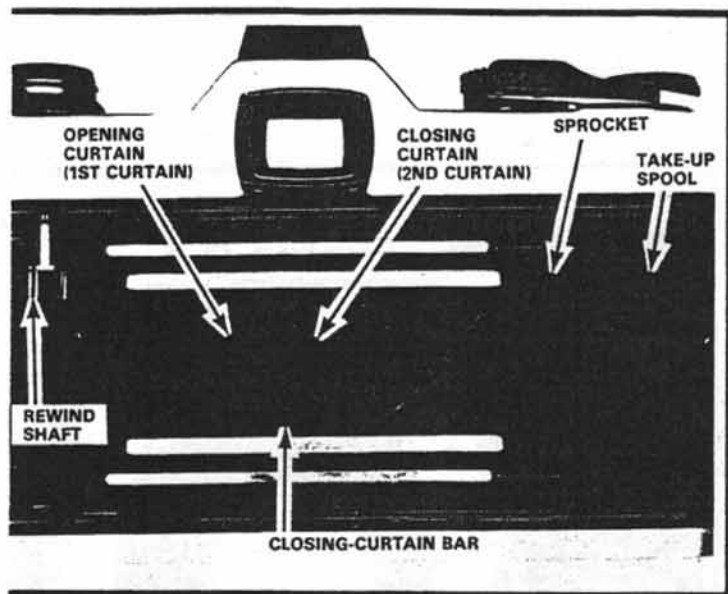 OPENING
CURTAIN
(1ST CURTAIN)
CLOSING
CURTAIN
(2ND CURTAIN)
SPROCKET
TAKE-UP
SPOOL
REWIND
SHAFT
CLOSING-CURTAIN BAR